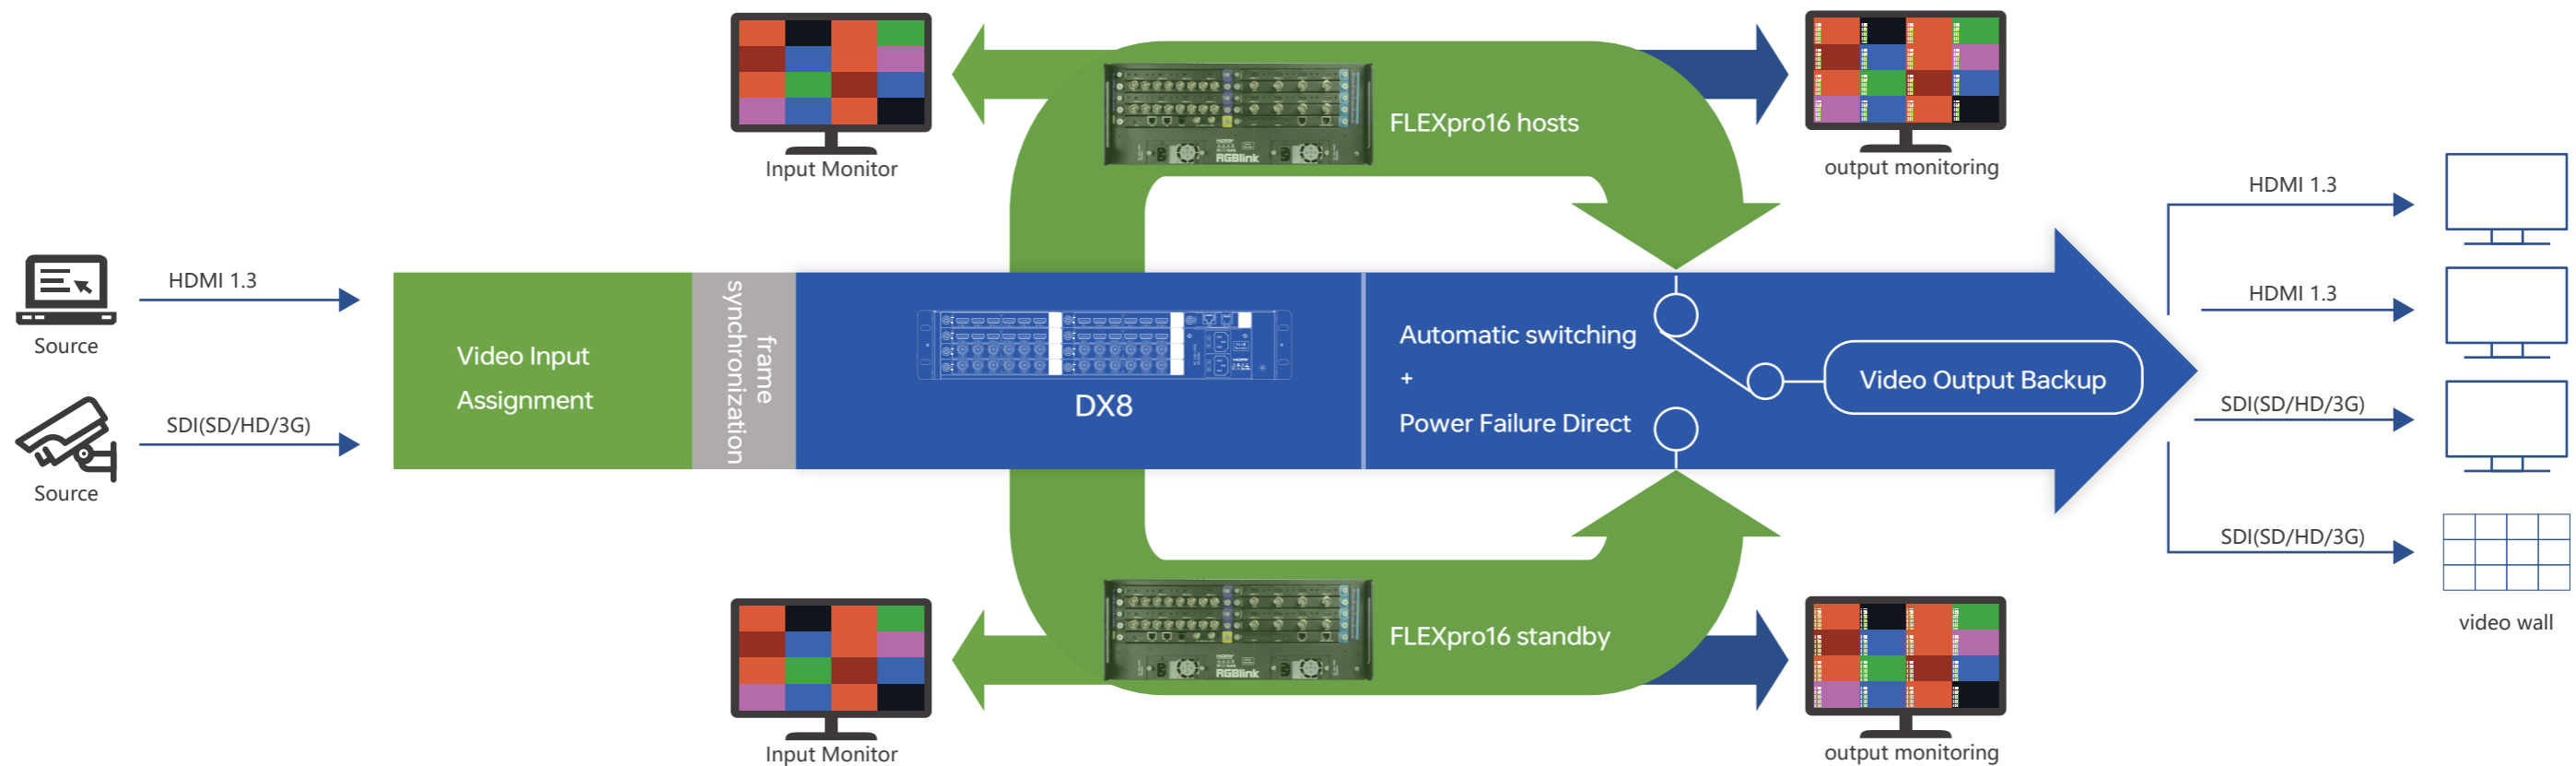 Input Monitor
FLEXpro16 hosts
RGBlink
output monitoring
HDMI 1.3
HDMI 1.3
Source
HDMI 1.3
SDI(SD/HD/3G)
Source
Video Input
Assignment
frame
synchronization
DX8
Automatic switching
+
Power Failure Direct
Video Output Backup
SDI(SD/HD/3G)
SDI(SD/HD/3G)
video wall
FLEXpro16 standby
RGBlink
Input Monitor
output monitoring